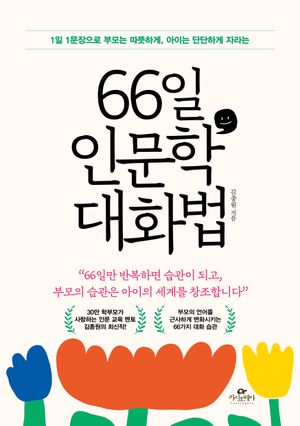 1일 1문장으로 부모는 따뜻하게, 아이는 단단하게 자라는
66일
인문학
대화법
김종원 지음
“66일만 반복하면 습관이 되고,
부모의 습관은 아이의 세계를 창조합니다”
30만 학부모가
사랑하는 인문 교육 멘토
김종원의 최신작!
부모의 언어를
근사하게 변화시키는
66가지 대화 습관
카시오페아